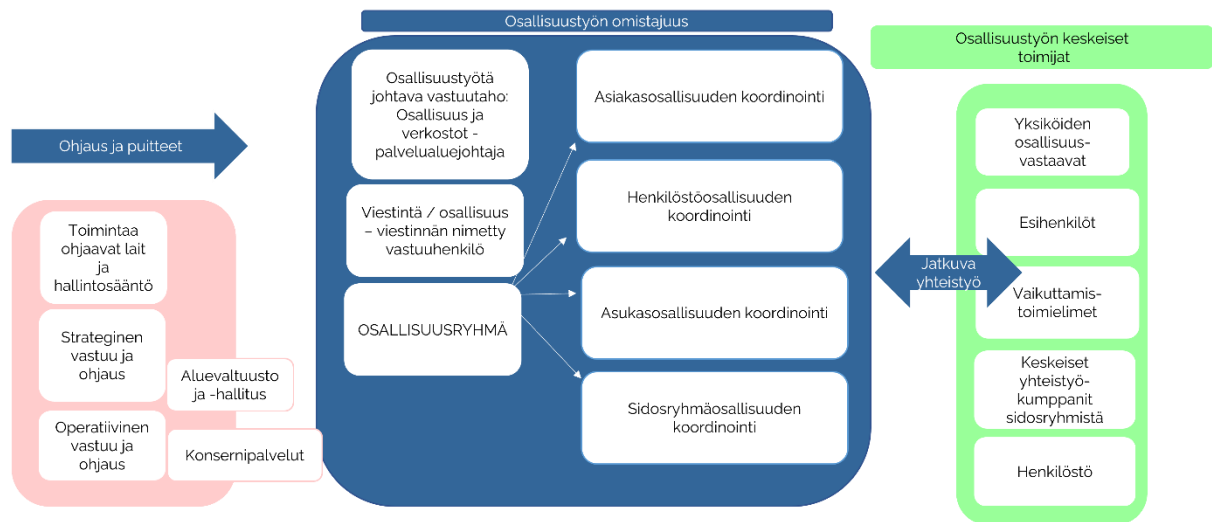 Osallisuustyön omistajuus
Osallisuustyön keskeiset
toimijat
Ohjaus ja puitteet
Toimintaa
ohjaavat lait
ja
hallintosääntö
Strateginen
vastuu ja
ohjaus
Aluevaltuusto
ja -hallitus
Operatiivinen
vastuu ja
ohjaus
Konsernipalvelut
Osallisuustyötä
johtava vastuutaho:
Osallisuus ja
verkostot -
palvelualuejohtaja
Viestintä / osallisuus
– viestinnän nimetty
vastuuhenkilö
OSALLISUUSRYHMÄ
Asiakasosallisuuden koordinointi
Henkilöstöosallisuuden
koordinointi
Asukasosallisuuden koordinointi
Sidosryhmäosallisuuden
koordinointi
Jatkuva
yhteistyö
Yksiköiden
osallisuus-
vastaavat
Esihenkilöt
Vaikuttamis-
toimielimet
Keskeiset
yhteistyö-
kumppanit
sidosryhmistä
Henkilöstö